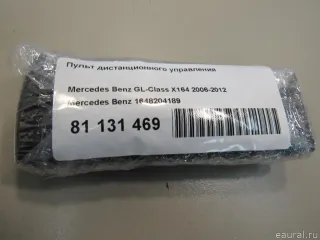 Пульт дистанционного управления
Mercedes Benz GL-Class X164 2006-2012
Mercedes Benz 1648204189
81 131 469
eaural.ru